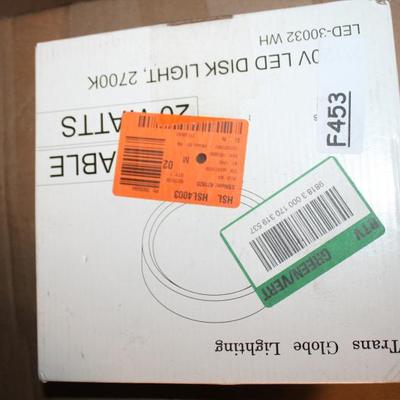 LED-30032 WH
0V LED DISK LIGHT, 2700K
20 WATTS
ABLE
F453
HSL HSL4003
M 02
9818 3 000 170 319 537
RTV
GREEN/VERT
Trans Globe Lighting